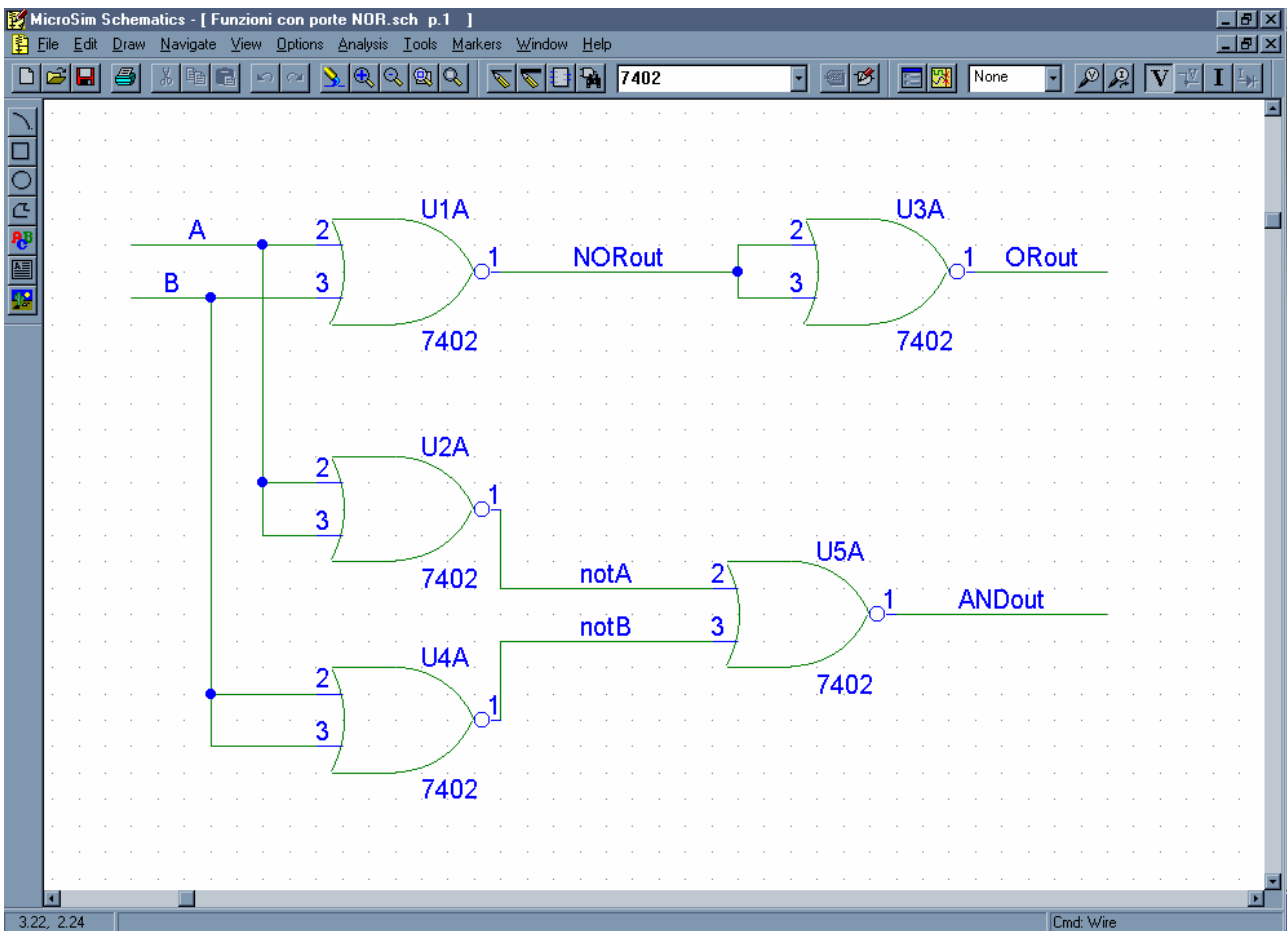 MicroSim Schematics - [ Funzioni con porte NOR.sch p.1 ]
File Edit Draw Navigate View Options Analysis Tools Markers Window Help
7402 None V I
ABC
U1A U3A
A 2 1 NORout 2 1 ORout
B 3 3
7402 7402
U2A
2 1
3
7402
U5A
notA 2 1 ANDout
notB 3
U4A 7402
2 1
3
7402
3.22, 2.24 Cmd: Wire